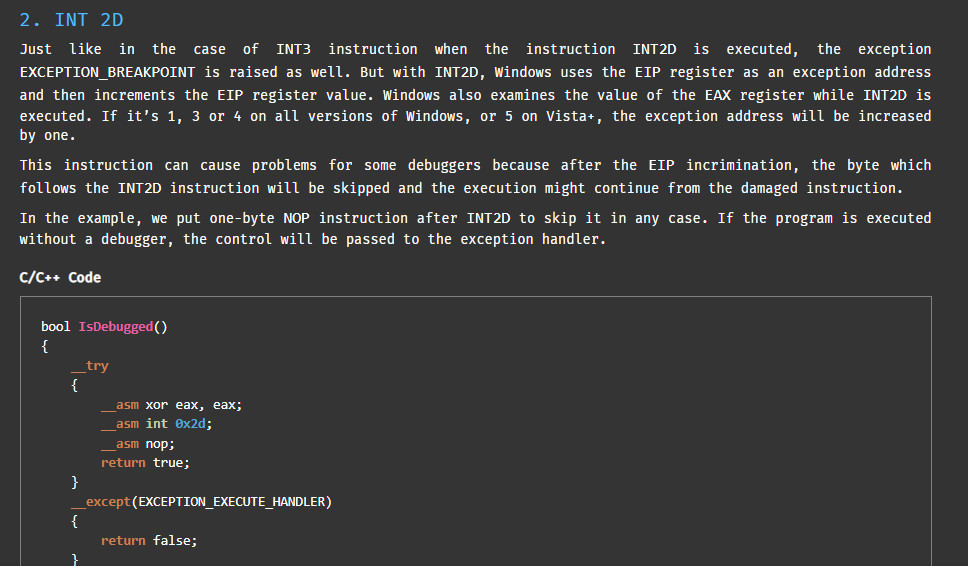 2. INT 2D
Just like in the case of INT3 instruction when the instruction INT2D is executed, the exception
EXCEPTION_BREAKPOINT is raised as well. But with INT2D, Windows uses the EIP register as an exception address
and then increments the EIP register value. Windows also examines the value of the EAX register while INT2D is
executed. If it's 1, 3 or 4 on all versions of Windows, or 5 on Vista+, the exception address will be increased
by one.
This instruction can cause problems for some debuggers because after the EIP incrimination, the byte which
follows the INT2D instruction will be skipped and the execution might continue from the damaged instruction.
In the example, we put one-byte NOP instruction after INT2D to skip it in any case. If the program is executed
without a debugger, the control will be passed to the exception handler.
C/C++ Code
bool IsDebugged()
{
__try
{
__asm xor eax, eax;
__asm int 0x2d;
__asm nop;
return true;
}
__except(EXCEPTION_EXECUTE_HANDLER)
{
return false;
}